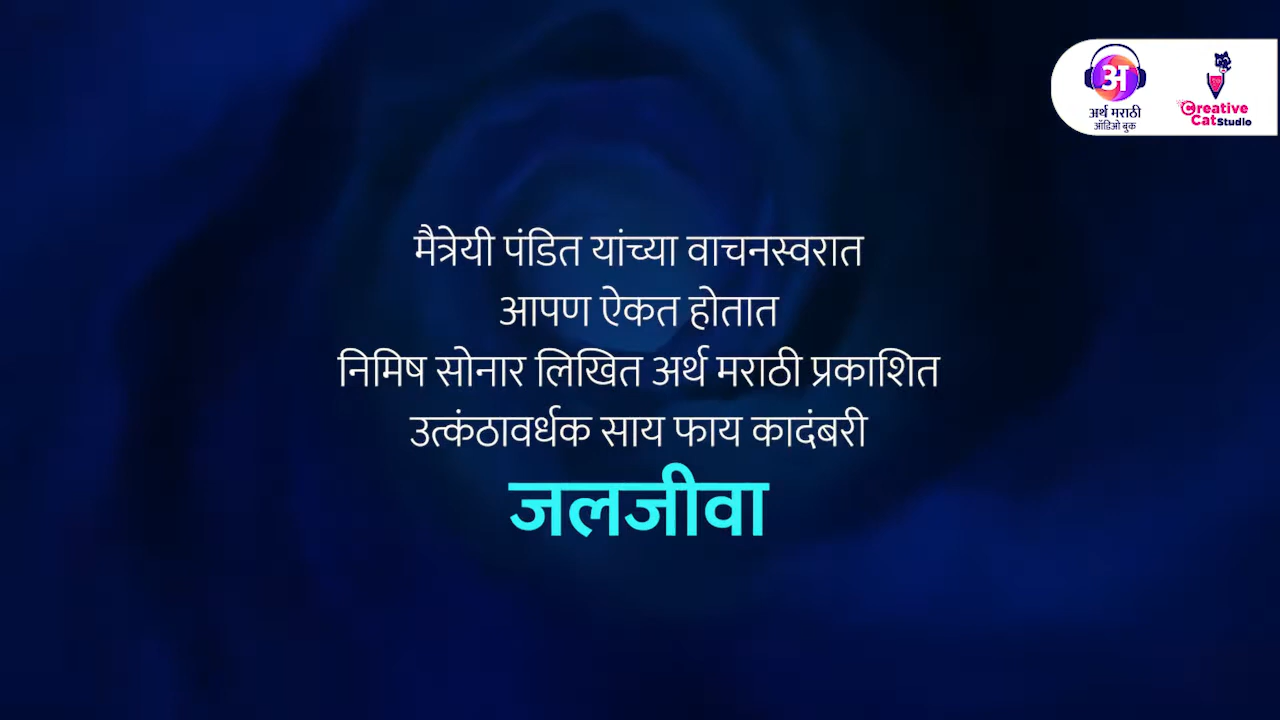 अ
अर्थ मराठी
ऑडिओ बुक
Creative
Cat Studio
मैत्रेयी पंडित यांच्या वाचनस्वरात
आपण ऐकत होतात
निमिष सोनार लिखित अर्थ मराठी प्रकाशित
उत्कंठावर्धक साय फाय कादंबरी
जलजीवा